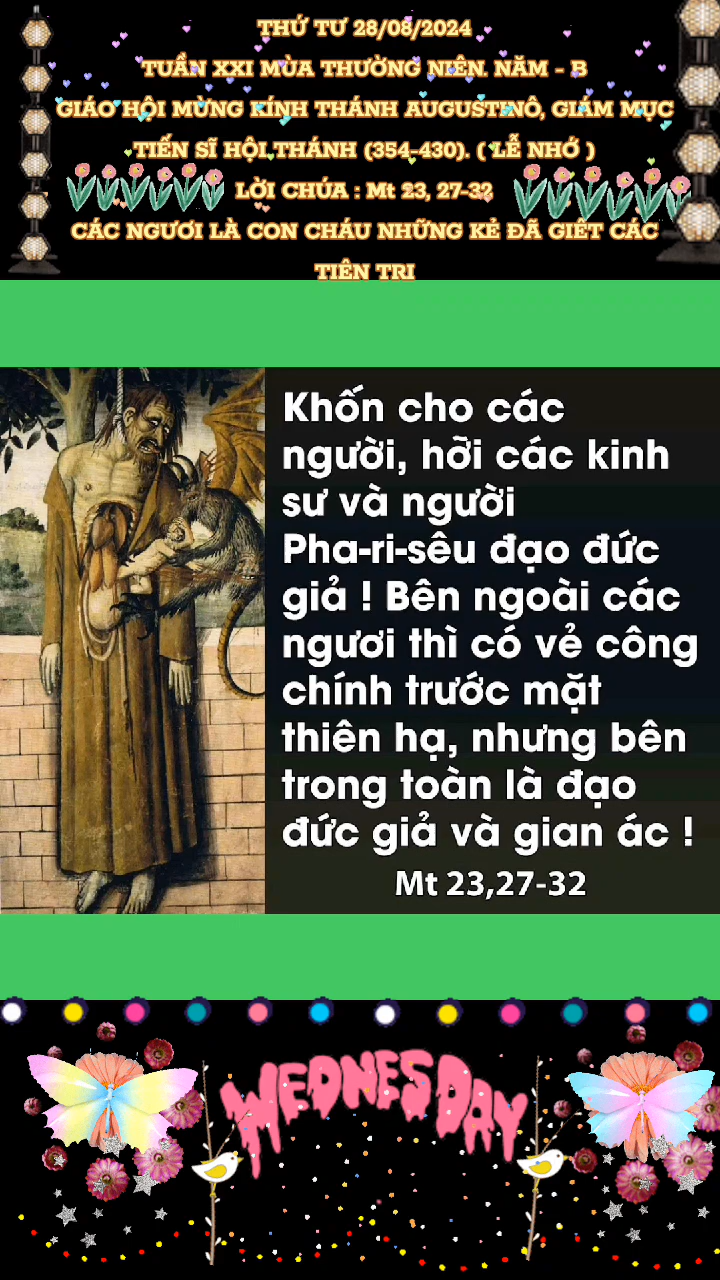 THỨ TƯ 28/08/2024
TUẦN XXI MÙA THƯỜNG NIÊN. NĂM - B
GIÁO HỘI MỪNG KÍNH THÁNH AUGUSTINÔ, GIÁM MỤC
TIẾN SĨ HỘI THÁNH (354-430). ( LỄ NHỚ )
LỜI CHÚA : Mt 23, 27-32
CÁC NGƯƠI LÀ CON CHÁU NHỮNG KẺ ĐÃ GIẾT CÁC
TIÊN TRI
Khốn cho các
người, hỡi các kinh
sư và người
Pha-ri-sêu đạo đức
giả ! Bên ngoài các
ngươi thì có vẻ công
chính trước mặt
thiên hạ, nhưng bên
trong toàn là đạo
đức giả và gian ác !
Mt 23,27-32
WEDNESDAY